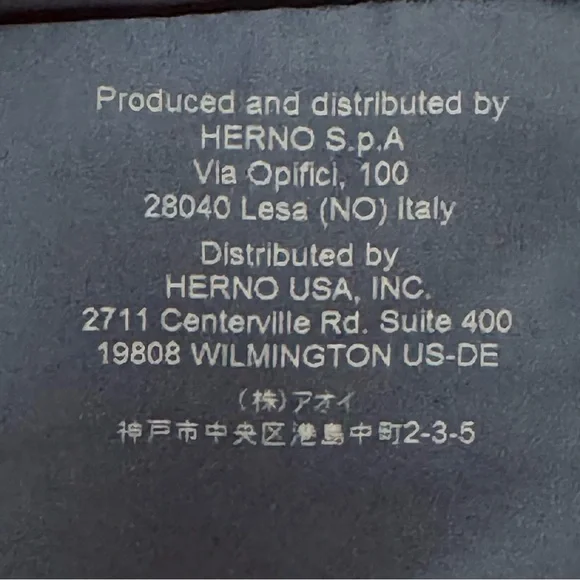 Produced and distributed by
HERNO S.p.A
Via Opifici, 100
28040 Lesa (NO) Italy
Distributed by
HERNO USA, INC.
2711 Centerville Rd. Suite 400
19808 WILMINGTON US-DE
(株)アオイ
神戸市中央区港島中町2-3-5